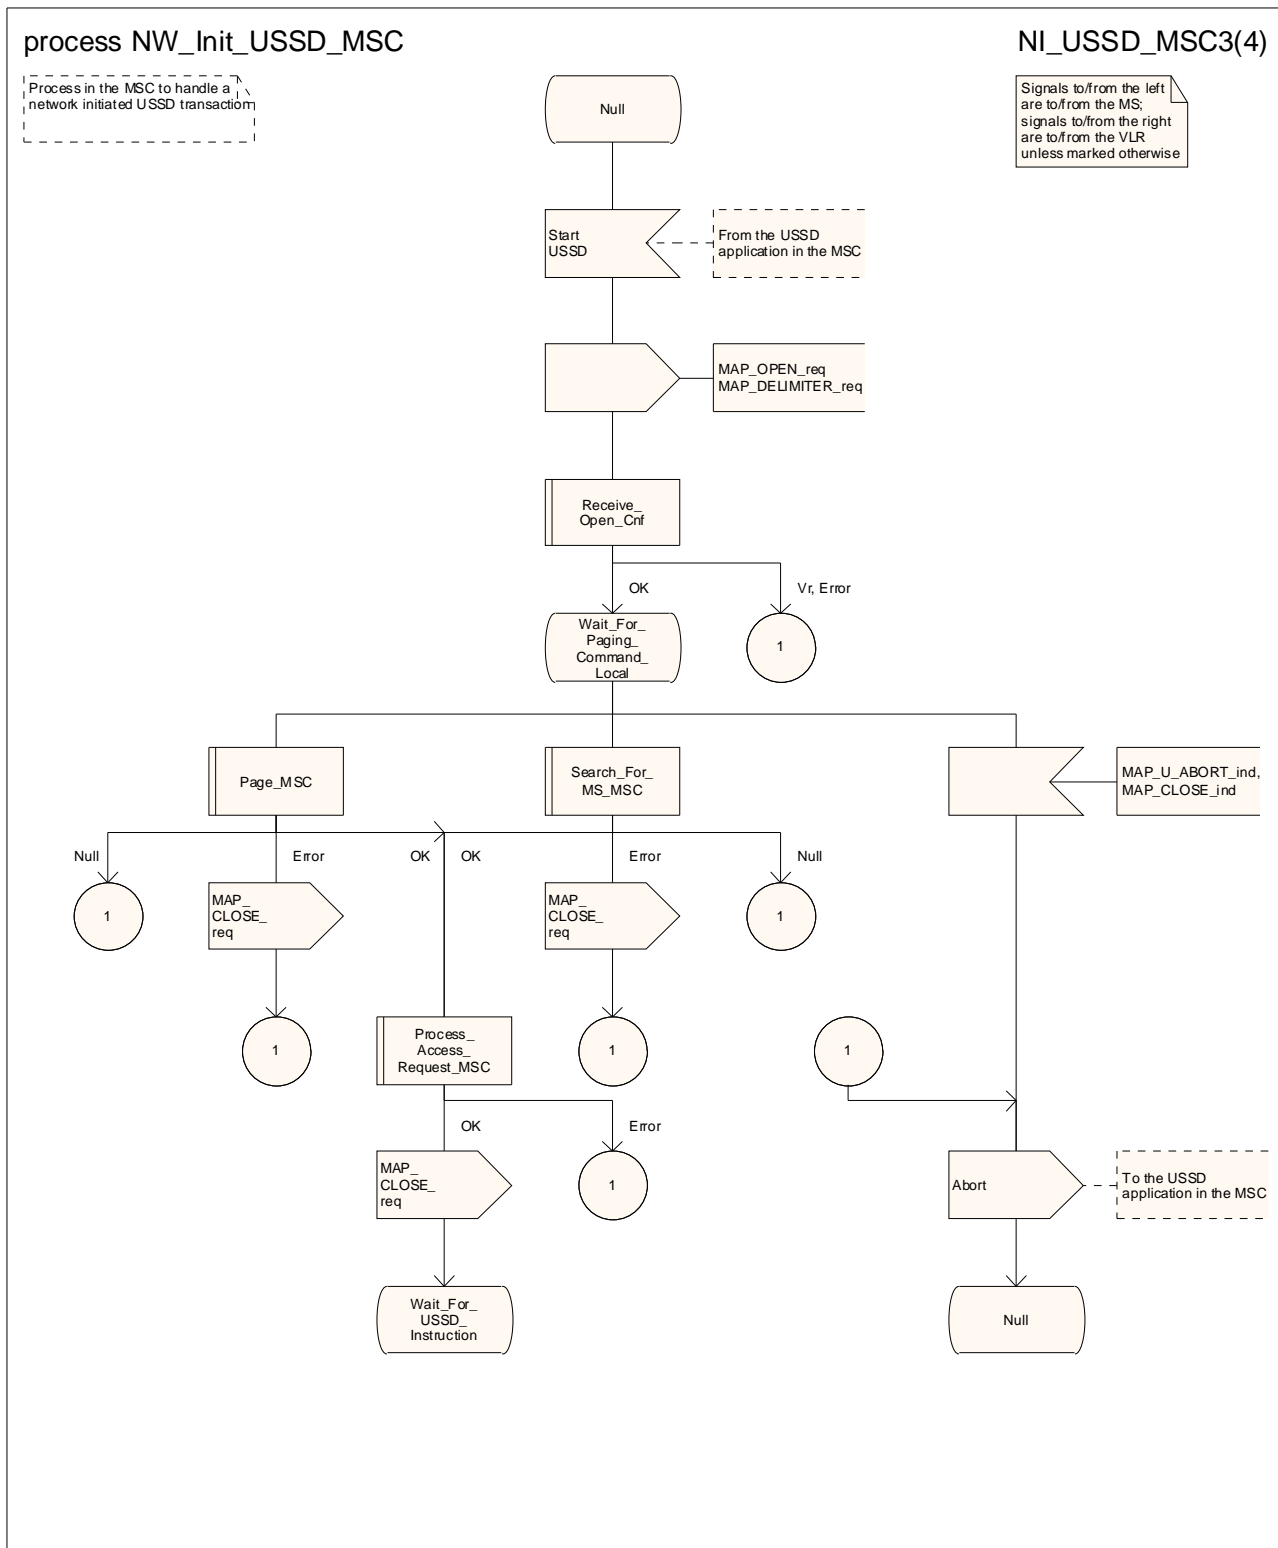 process NW_Init_USSD_MSC
NI_USSD_MSC3(4)
Process in the MSC to handle a
network initiated USSD transaction
Signals to/from the left
are to/from the MS;
signals to/from the right
are to/from the VLR
unless marked otherwise
Null
Start
USSD
From the USSD
application in the MSC
MAP_OPEN_req
MAP_DELIMITER_req
Receive_
Open_Cnf
OK
Vr, Error
Wait_For_
Paging_
Command_
Local
1
Page_MSC
Search_For_
MS_MSC
MAP_U_ABORT_ind,
MAP_CLOSE_ind
Null
Error
OK
OK
Error
Null
1
MAP_
CLOSE_
req
MAP_
CLOSE_
req
1
1
Process_
Access_
Request_MSC
1
1
OK
Error
MAP_
CLOSE_
req
1
Abort
To the USSD
application in the MSC
Wait_For_
USSD_
Instruction
Null